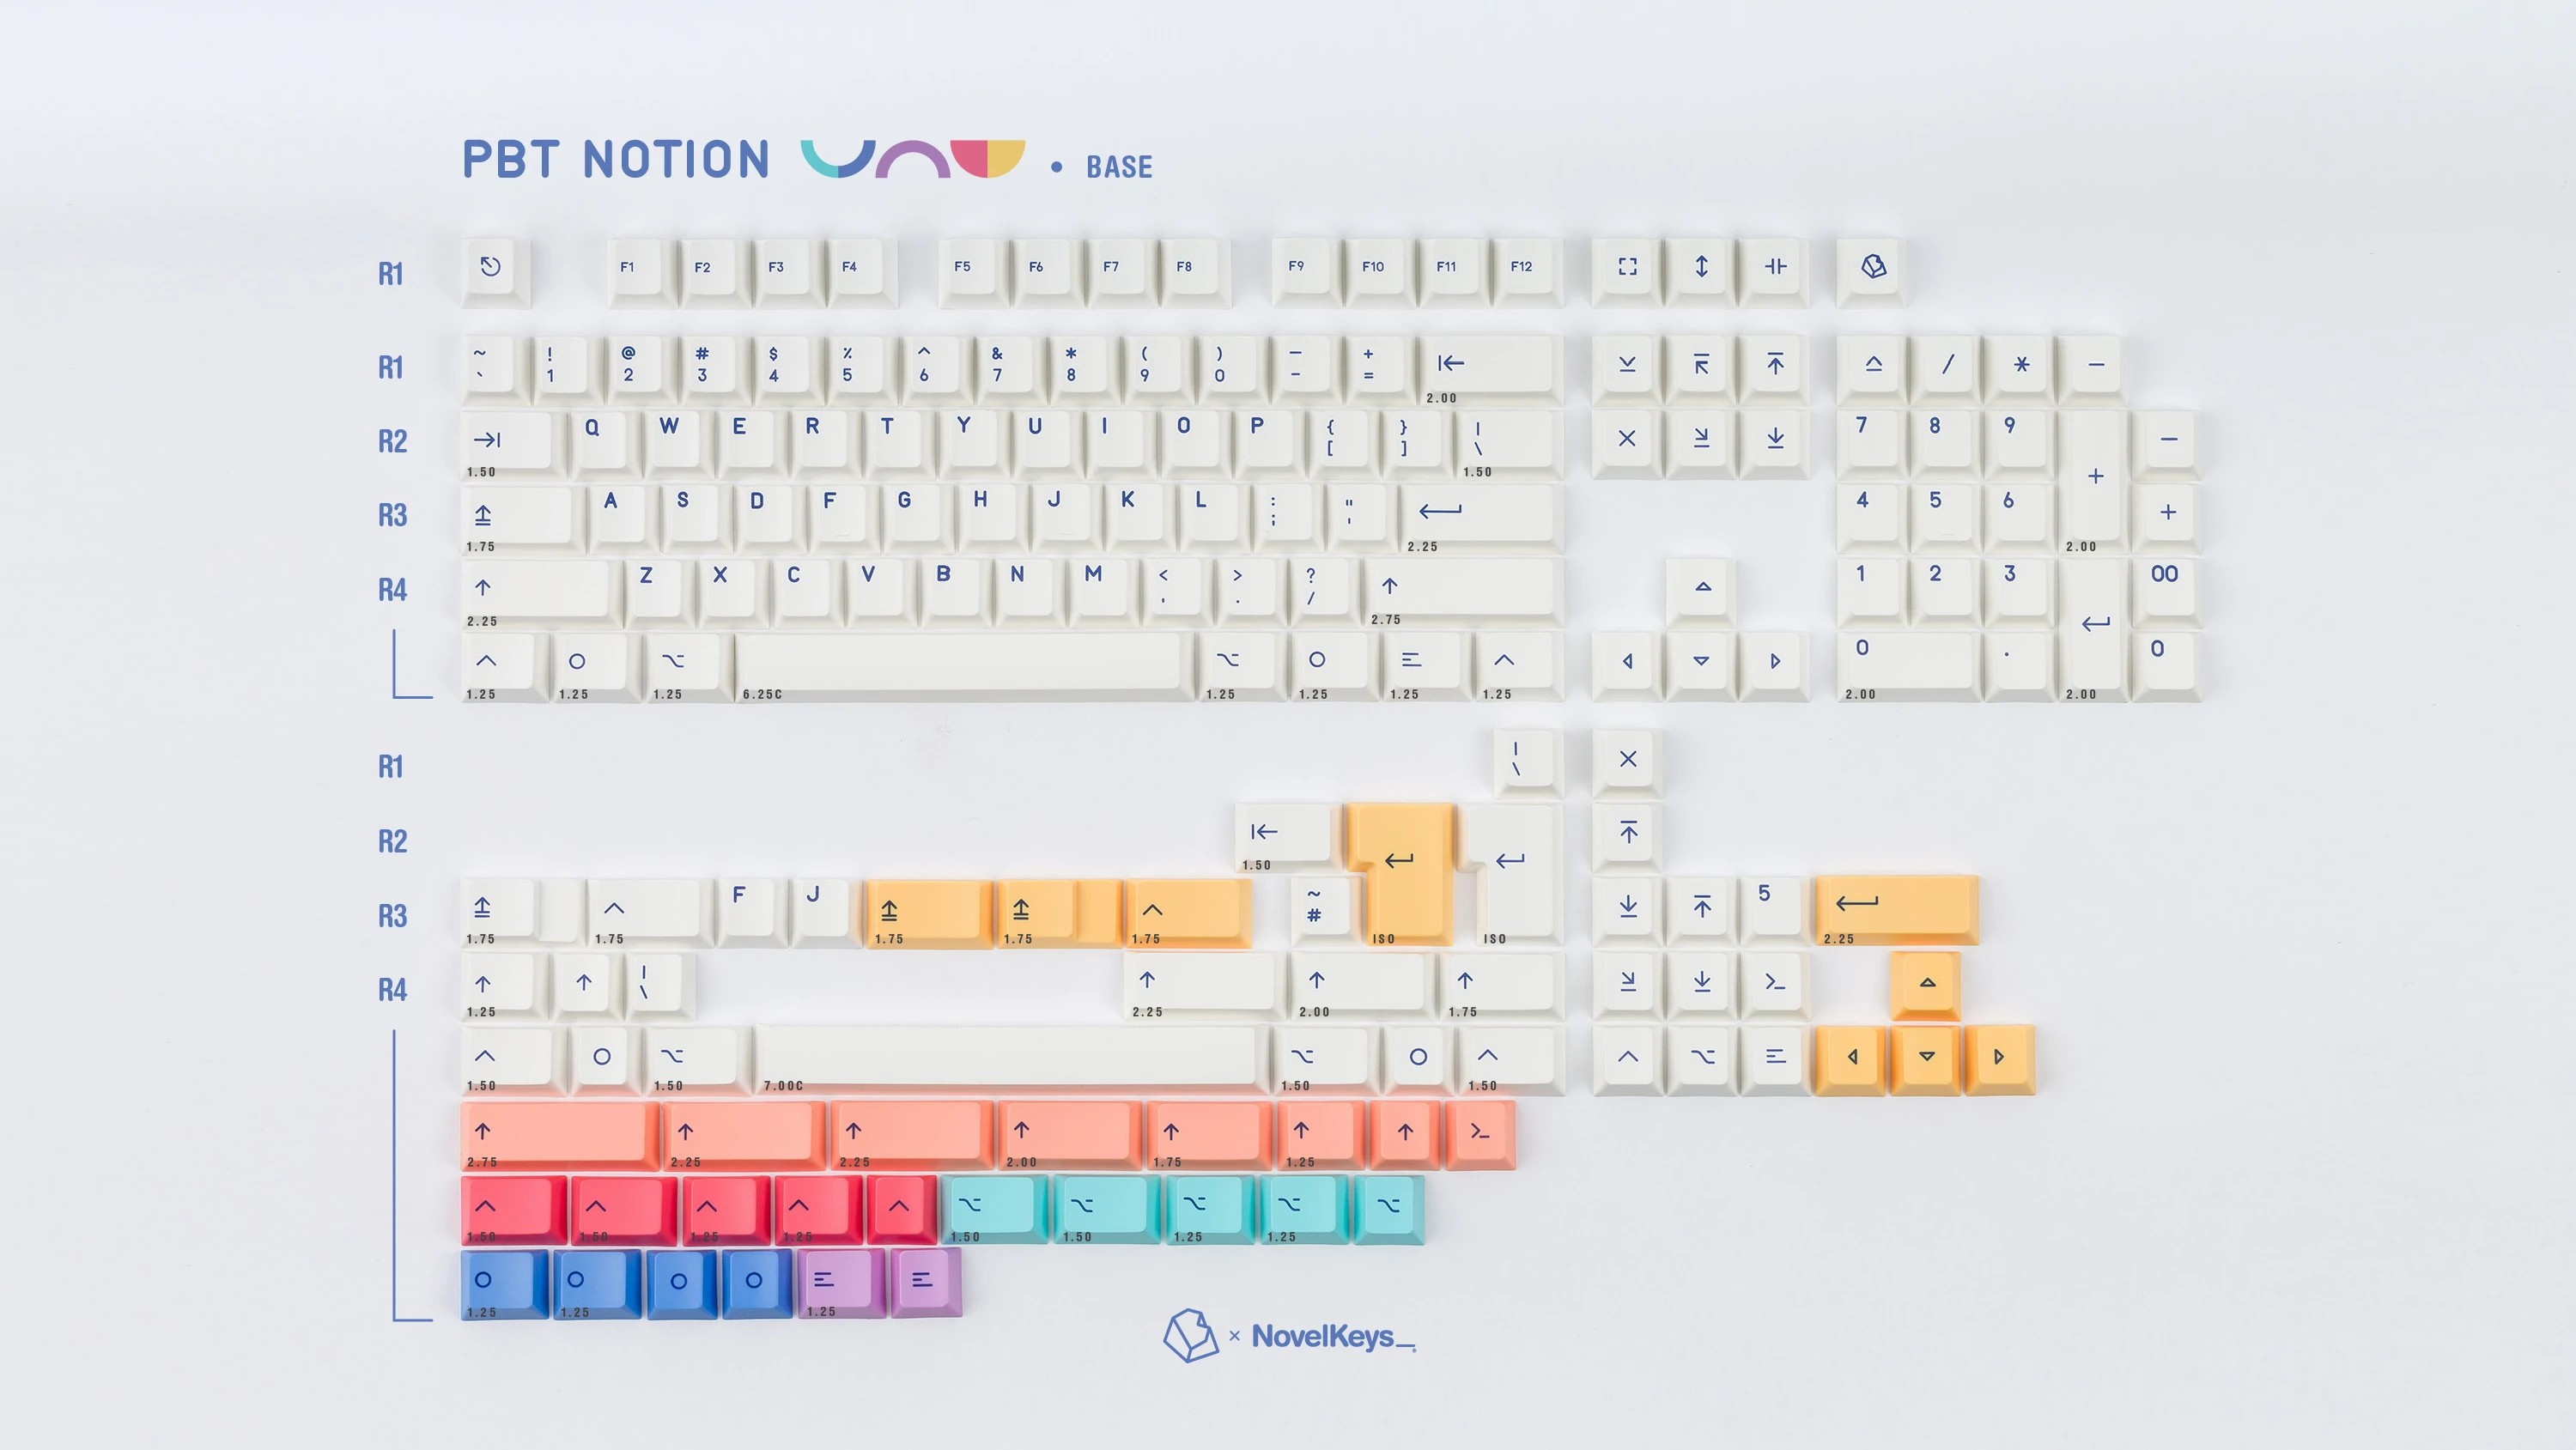 PBT NOTION • BASE
R1 F1 F2 F3 F4 F5 F6 F7 F8 F9 F10 F11 F12
R1 ~ ` ! 1 @ 2 # 3 $ 4 % 5 ^ 6 & 7 * 8 ( 9 ) 0 _ - + = 2.00 / * -
R2 1.50 Q W E R T Y U I O P { [ } ] | \ 1.50 7 8 9 + -
R3 1.75 A S D F G H J K L : ; " ' 2.25 4 5 6 2.00 +
R4 2.25 Z X C V B N M < , > . ? / 2.75 1 2 3 00
1.25 1.25 1.25 6.25C 1.25 1.25 1.25 1.25 0 2.00 . 2.00 0
R1 | \
R2 1.50
R3 1.75 1.75 F J 1.75 1.75 1.75 ~ # ISO ISO 5 2.25
R4 1.25 | \ 2.25 2.00 1.75 >_
1.50 1.50 7.00C 1.50 1.50
2.75 2.25 2.25 2.00 1.75 1.25 >_
1.50 1.50 1.25 1.25 1.50 1.50 1.25 1.25
1.25 1.25 1.25
× NovelKeys_